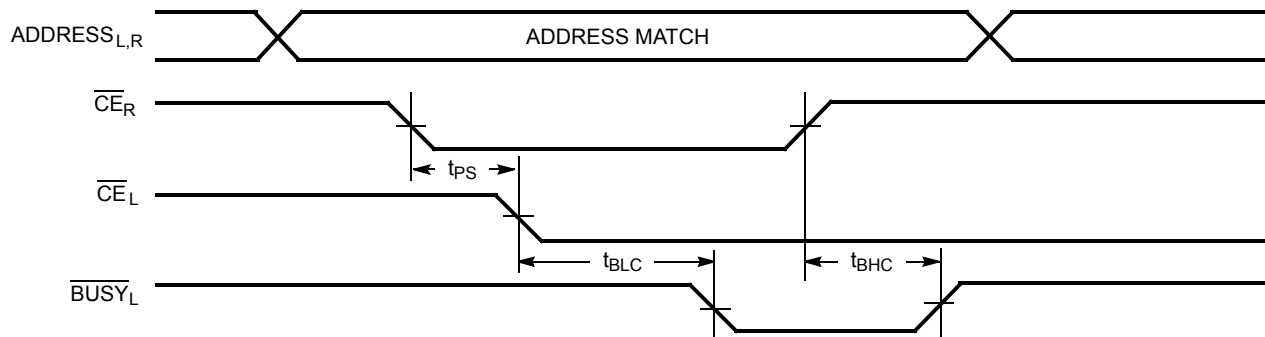 ADDRESSL,R ADDRESS MATCH
CER
tPS
CEL
tBLC tBHC
BUSYL